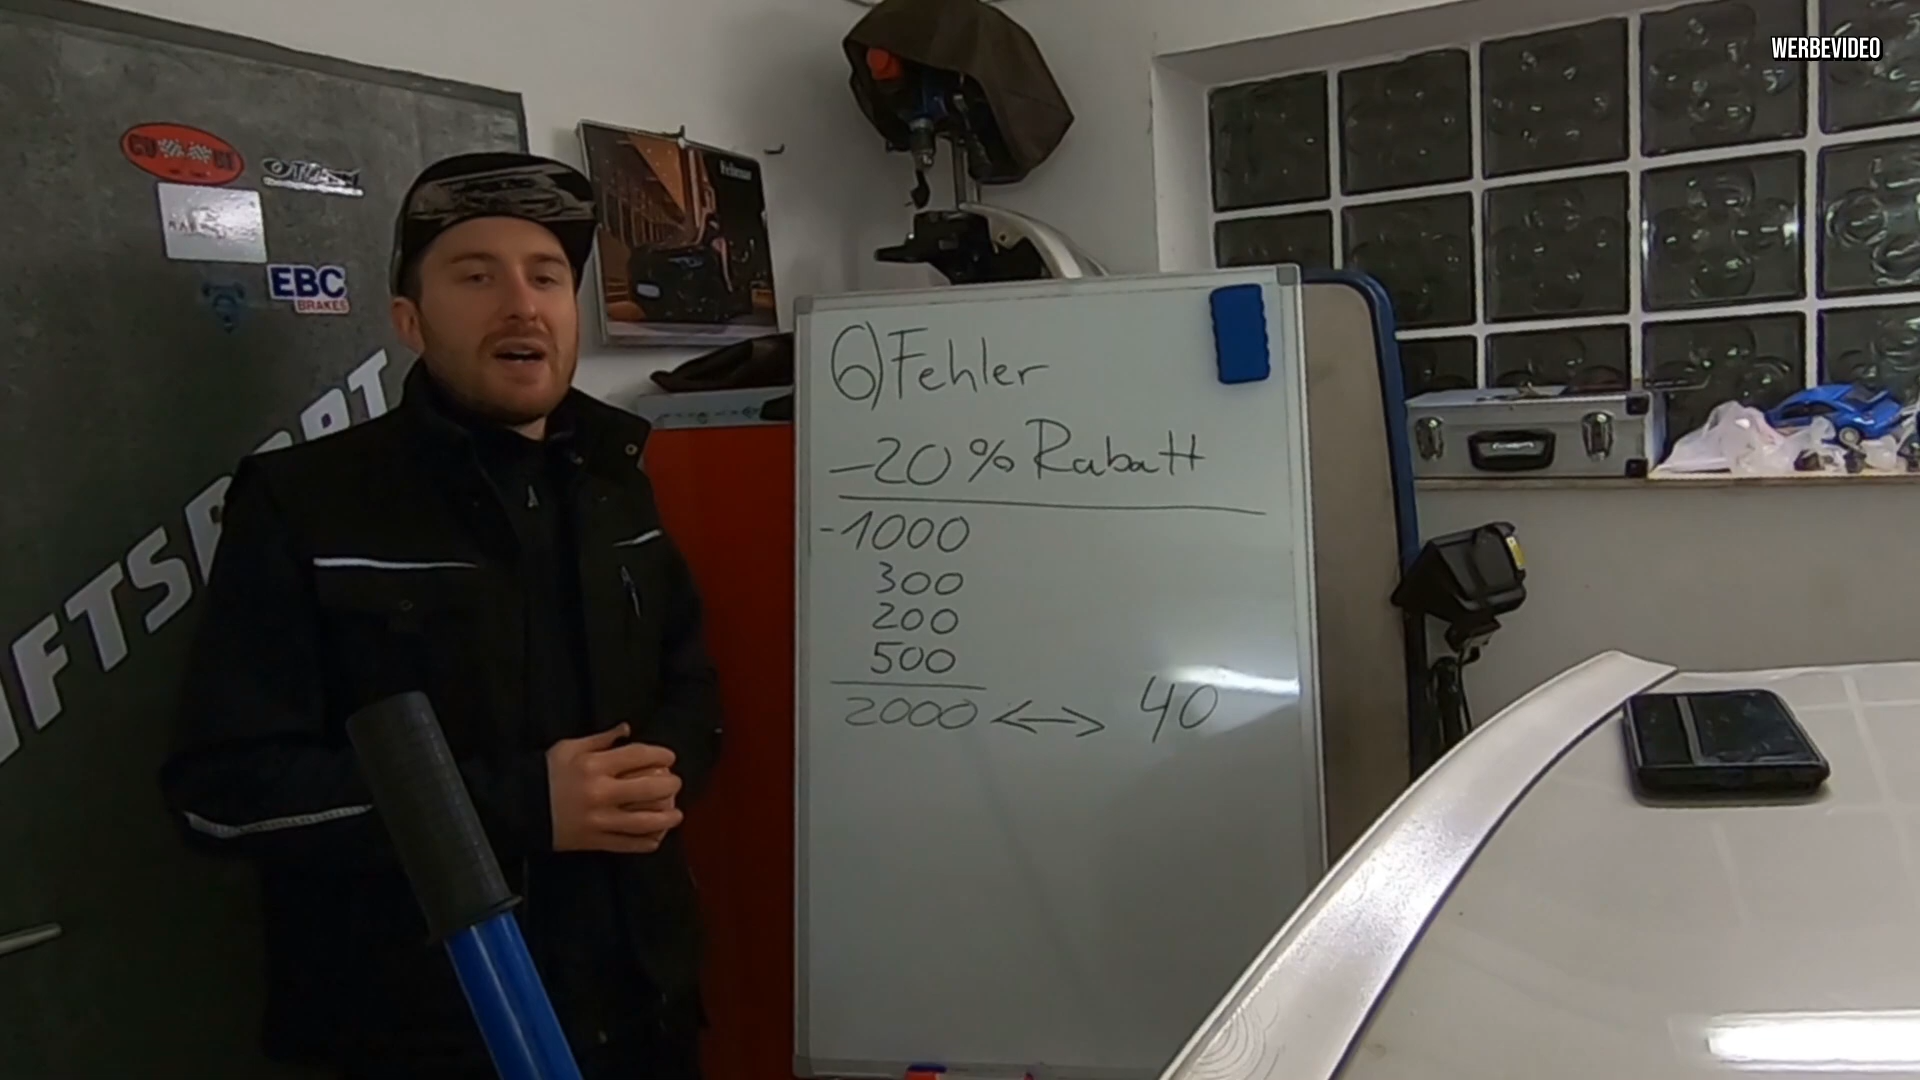 WERBEVIDEO
EBC
BRAKES
6) Fehler
-20% Rabatt
-1000
300
200
500
2000 <-> 40